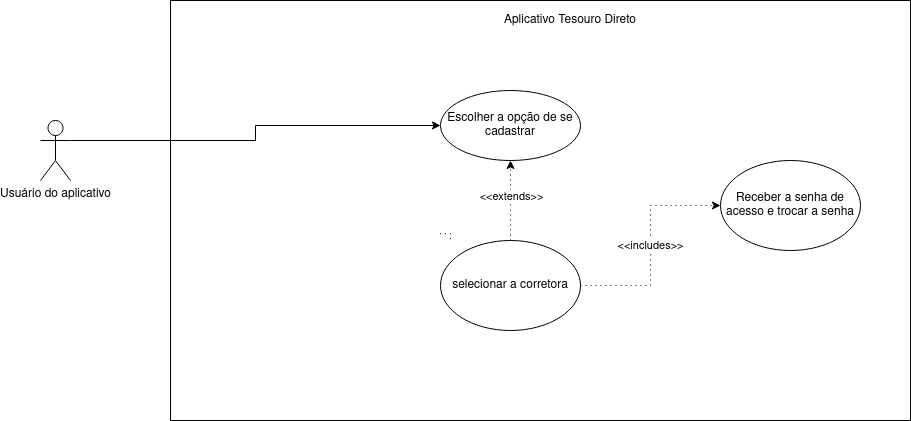 Aplicativo Tesouro Direto
Escolher a opção de se
cadastrar
Usuário do aplicativo
<<extends>>
Receber a senha de
acesso e trocar a senha
<<includes>>
selecionar a corretora